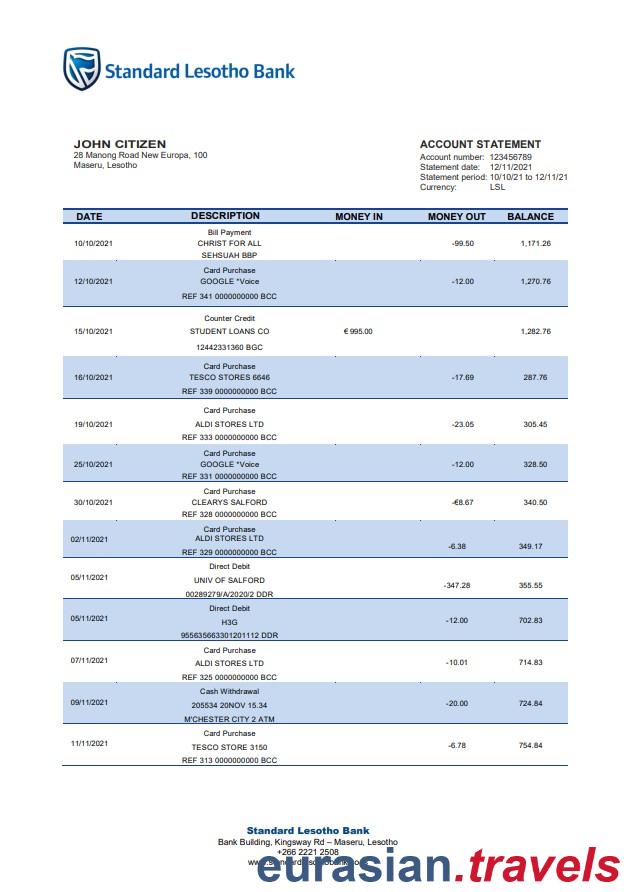 Standard Lesotho Bank
JOHN CITIZEN
28 Manong Road New Europa, 100
Maseru, Lesotho
ACCOUNT STATEMENT
Account number: 123456789
Statement date: 12/11/2021
Statement period: 10/10/21 to 12/11/21
Currency: LSL
DATE DESCRIPTION MONEY IN MONEY OUT BALANCE
Bill Payment
10/10/2021 CHRIST FOR ALL -99.50 1,171.26
SEHSUAH BBP
Card Purchase
12/10/2021 GOOGLE *Voice -12.00 1,270.76
REF 341 0000000000 BCC
Counter Credit
15/10/2021 STUDENT LOANS CO € 995.00 1,282.76
12442331360 BGC
Card Purchase
16/10/2021 TESCO STORES 6646 -17.69 287.76
REF 339 0000000000 BCC
Card Purchase
19/10/2021 ALDI STORES LTD -23.05 305.45
REF 333 0000000000 BCC
Card Purchase
25/10/2021 GOOGLE *Voice -12.00 328.50
REF 331 0000000000 BCC
Card Purchase
30/10/2021 CLEARYS SALFORD -€8.67 340.50
REF 328 0000000000 BCC
Card Purchase
02/11/2021 ALDI STORES LTD
REF 329 0000000000 BCC -6.38 349.17
Direct Debit
05/11/2021 UNIV OF SALFORD -347.28 355.55
00289279/A/2020/2 DDR
Direct Debit
05/11/2021 H3G -12.00 702.83
955635663301201112 DDR
Card Purchase
07/11/2021 ALDI STORES LTD -10.01 714.83
REF 325 0000000000 BCC
Cash Withdrawal
09/11/2021 205534 20NOV 15.34 -20.00 724.84
M'CHESTER CITY 2 ATM
Card Purchase
11/11/2021 TESCO STORE 3150 -6.78 754.84
REF 313 0000000000 BCC
Standard Lesotho Bank
Bank Building, Kingsway Rd – Maseru, Lesotho
+266 2221 2508
eurasian.travels